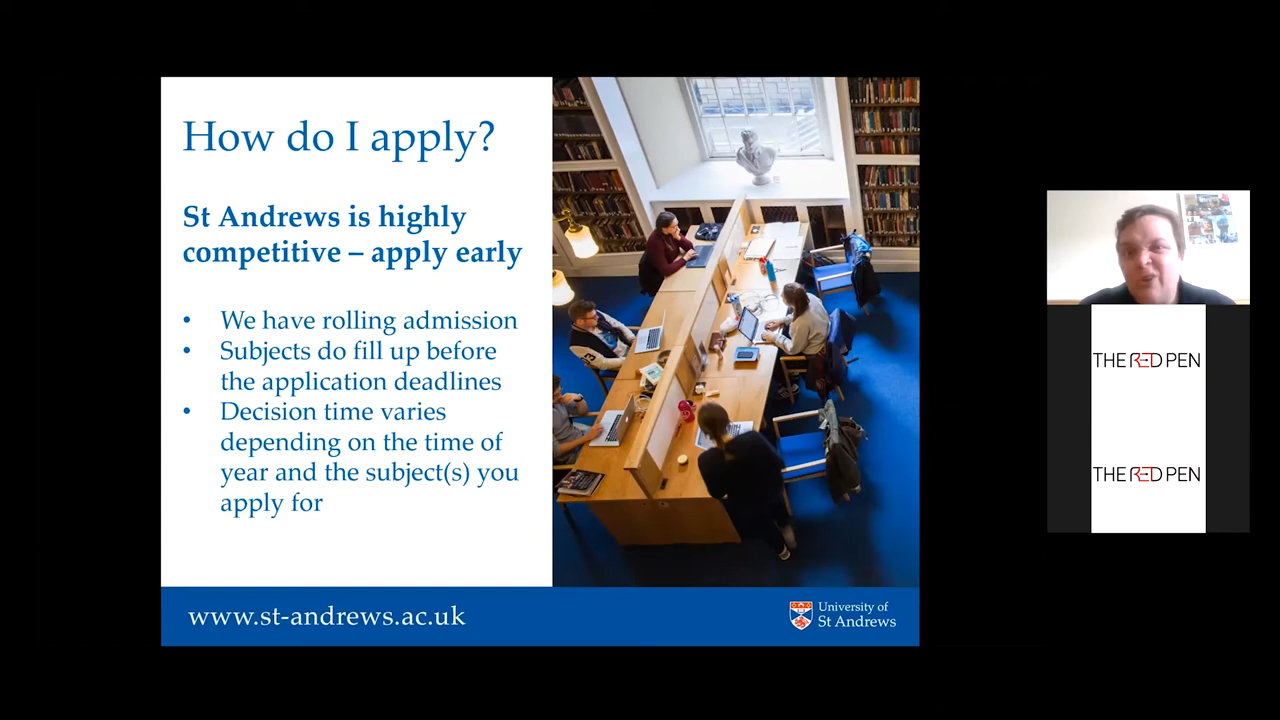 How do I apply?
St Andrews is highly
competitive – apply early
• We have rolling admission
• Subjects do fill up before
the application deadlines
• Decision time varies
depending on the time of
year and the subject(s) you
apply for
www.st-andrews.ac.uk
University of
St Andrews
THE RED PEN
THE RED PEN